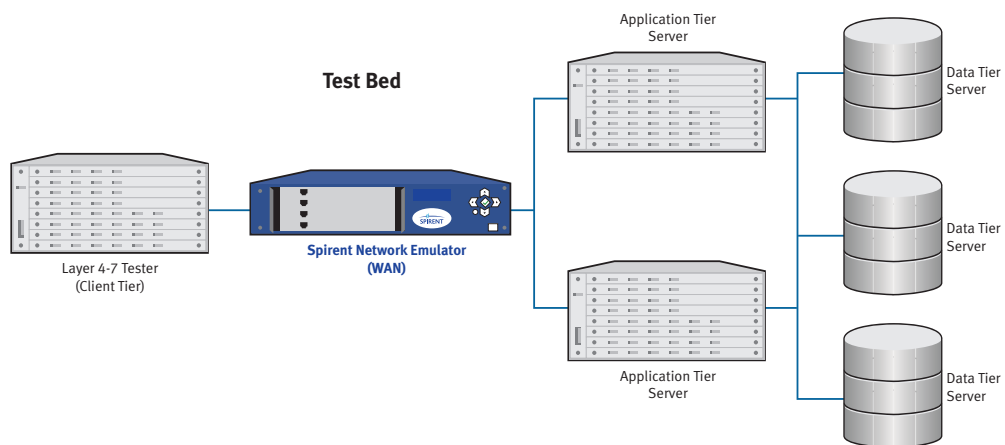 Test Bed
Layer 4-7 Tester
(Client Tier)
SPIRENT
Spirent Network Emulator
(WAN)
Application Tier
Server
Application Tier
Server
Data Tier
Server
Data Tier
Server
Data Tier
Server